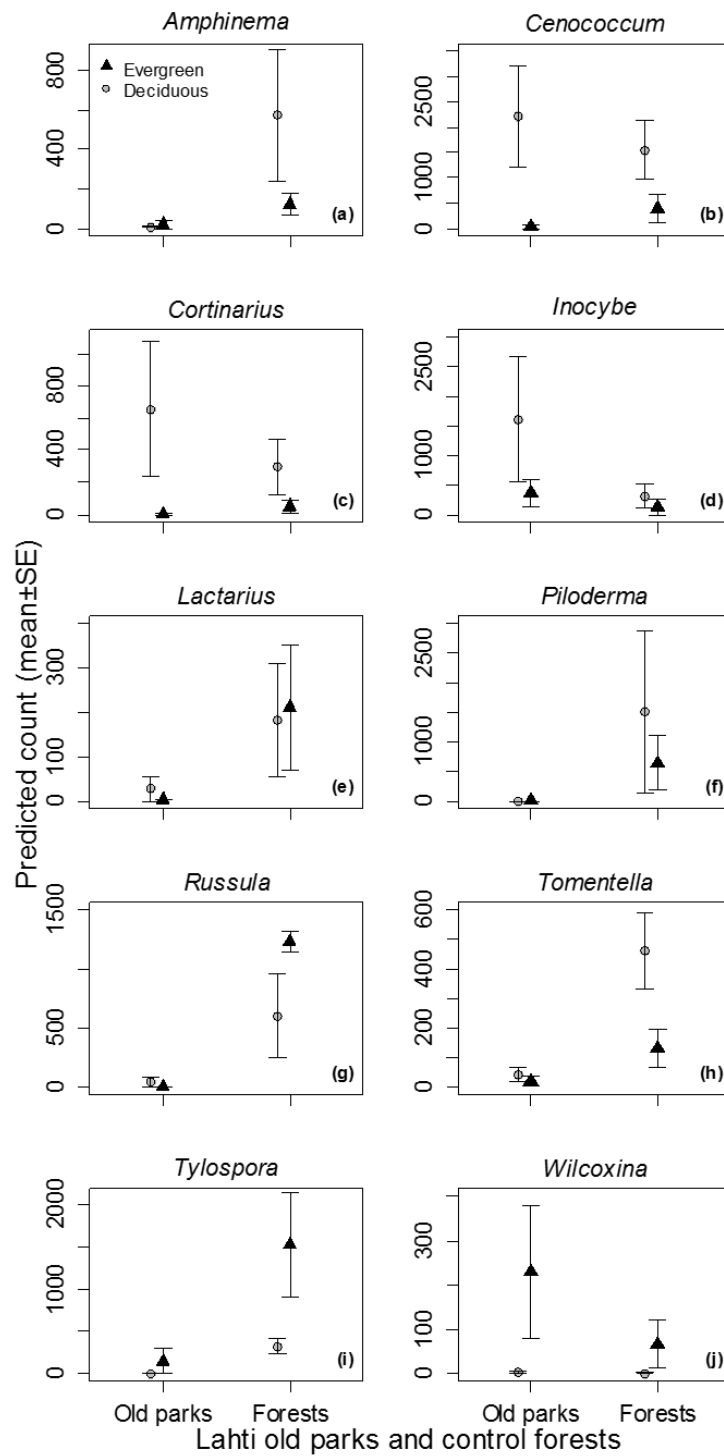 Amphinema
Cenococcum
800
400
0
▲ Evergreen
○ Deciduous
(a)
2500
1000
0
(b)
Cortinarius
Inocybe
800
400
0
(c)
2500
1000
0
(d)
Lactarius
Piloderma
300
100
0
(e)
2500
1000
0
(f)
Russula
Tomentella
1500
500
0
(g)
600
400
200
0
(h)
Tylospora
Wilcoxina
2000
1000
0
(i)
300
100
0
(j)
Old parks Forests
Old parks Forests
Predicted count (mean±SE)
Lahti old parks and control forests